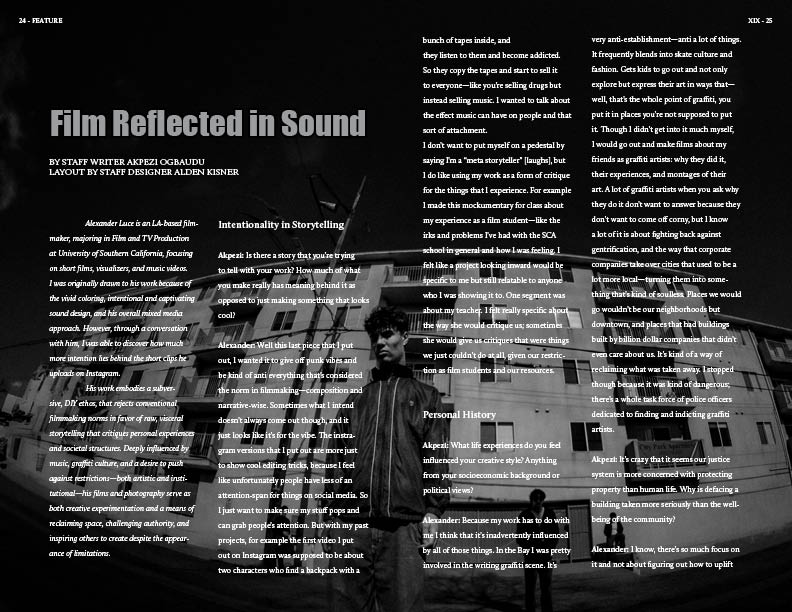 24 - FEATURE
XIX - 25
Film Reflected in Sound
BY STAFF WRITER AKPEZI OGBAUDU
LAYOUT BY STAFF DESIGNER ALDEN KISNER
Alexander Luce is an LA-based film-
maker, majoring in Film and TV Production
at University of Southern California, focusing
on short films, visualizers, and music videos.
I was originally drawn to his work because of
the vivid coloring, intentional and captivating
sound design, and his overall mixed media
approach. However, through a conversation
with him, I was able to discover how much
more intention lies behind the short clips he
uploads on Instagram.
His work embodies a subver-
sive, DIY ethos, that rejects conventional
filmmaking norms in favor of raw, visceral
storytelling that critiques personal experiences
and societal structures. Deeply influenced by
music, graffiti culture, and a desire to push
against restrictions—both artistic and insti-
tutional—his films and photography serve as
both creative experimentation and a means of
reclaiming space, challenging authority, and
inspiring others to create despite the appear-
ance of limitations.
Intentionality in Storytelling
Akpezi: Is there a story that you're trying
to tell with your work? How much of what
you make really has meaning behind it as
opposed to just making something that looks
cool?
Alexander: Well this last piece that I put
out, I wanted it to give off punk vibes and
be kind of anti everything that's considered
the norm in filmmaking—composition and
narrative-wise. Sometimes what I intend
doesn't always come out though, and it
just looks like it's for the vibe. The insta-
gram versions that I put out are more just
to show cool editing tricks, because I feel
like unfortunately people have less of an
attention-span for things on social media. So
I just want to make sure my stuff pops and
can grab people's attention. But with my past
projects, for example the first video I put
out on Instagram was supposed to be about
two characters who find a backpack with a
bunch of tapes inside, and
they listen to them and become addicted.
So they copy the tapes and start to sell it
to everyone—like you're selling drugs but
instead selling music. I wanted to talk about
the effect music can have on people and that
sort of attachment.
I don't want to put myself on a pedestal by
saying I'm a "meta storyteller" [laughs], but
I do like using my work as a form of critique
for the things that I experience. For example
I made this mockumentary for class about
my experience as a film student—like the
irks and problems I've had with the SCA
school in general and how I was feeling. I
felt like a project looking inward would be
specific to me but still relatable to anyone
who I was showing it to. One segment was
about my teacher. I felt really specific about
the way she would critique us; sometimes
she would give us critiques that were things
we just couldn't do at all, given our restric-
tion as film students and our resources.
Personal History
Akpezi: What life experiences do you feel
influenced your creative style? Anything
from your socioeconomic background or
political views?
Alexander: Because my work has to do with
me I think that it's inadvertently influenced
by all of those things. In the Bay I was pretty
involved in the writing graffiti scene. It's
very anti-establishment—anti a lot of things.
It frequently blends into skate culture and
fashion. Gets kids to go out and not only
explore but express their art in ways that—
well, that's the whole point of graffiti, you
put it in places you're not supposed to put
it. Though I didn't get into it much myself,
I would go out and make films about my
friends as graffiti artists: why they did it,
their experiences, and montages of their
art. A lot of graffiti artists when you ask why
they do it don't want to answer because they
don't want to come off corny, but I know
a lot of it is about fighting back against
gentrification, and the way that corporate
companies take over cities that used to be a
lot more local—turning them into some-
thing that's kind of soulless. Places we would
go wouldn't be our neighborhoods but
downtown, and places that had buildings
built by billion dollar companies that didn't
even care about us. It's kind of a way of
reclaiming what was taken away. I stopped
though because it was kind of dangerous;
there's a whole task force of police officers
dedicated to finding and indicting graffiti
artists.
Akpezi: It's crazy that it seems our justice
system is more concerned with protecting
property than human life. Why is defacing a
building taken more seriously than the well-
being of the community?
Alexander: I know, there's so much focus on
it and not about figuring out how to uplift